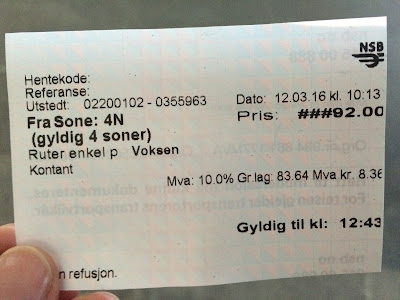 NSB
Hentekode:
Referanse:
Utstedt: 02200102 - 0355963 Dato: 12.03.16 kl. 10:13
Fra Sone: 4N Pris: ###92.00
(gyldig 4 soner)
Ruter enkel p Voksen
Kontant
Mva: 10.0% Gr.lag: 83.64 Mva kr. 8.36
Gyldig til kl: 12:43
n refusjon.